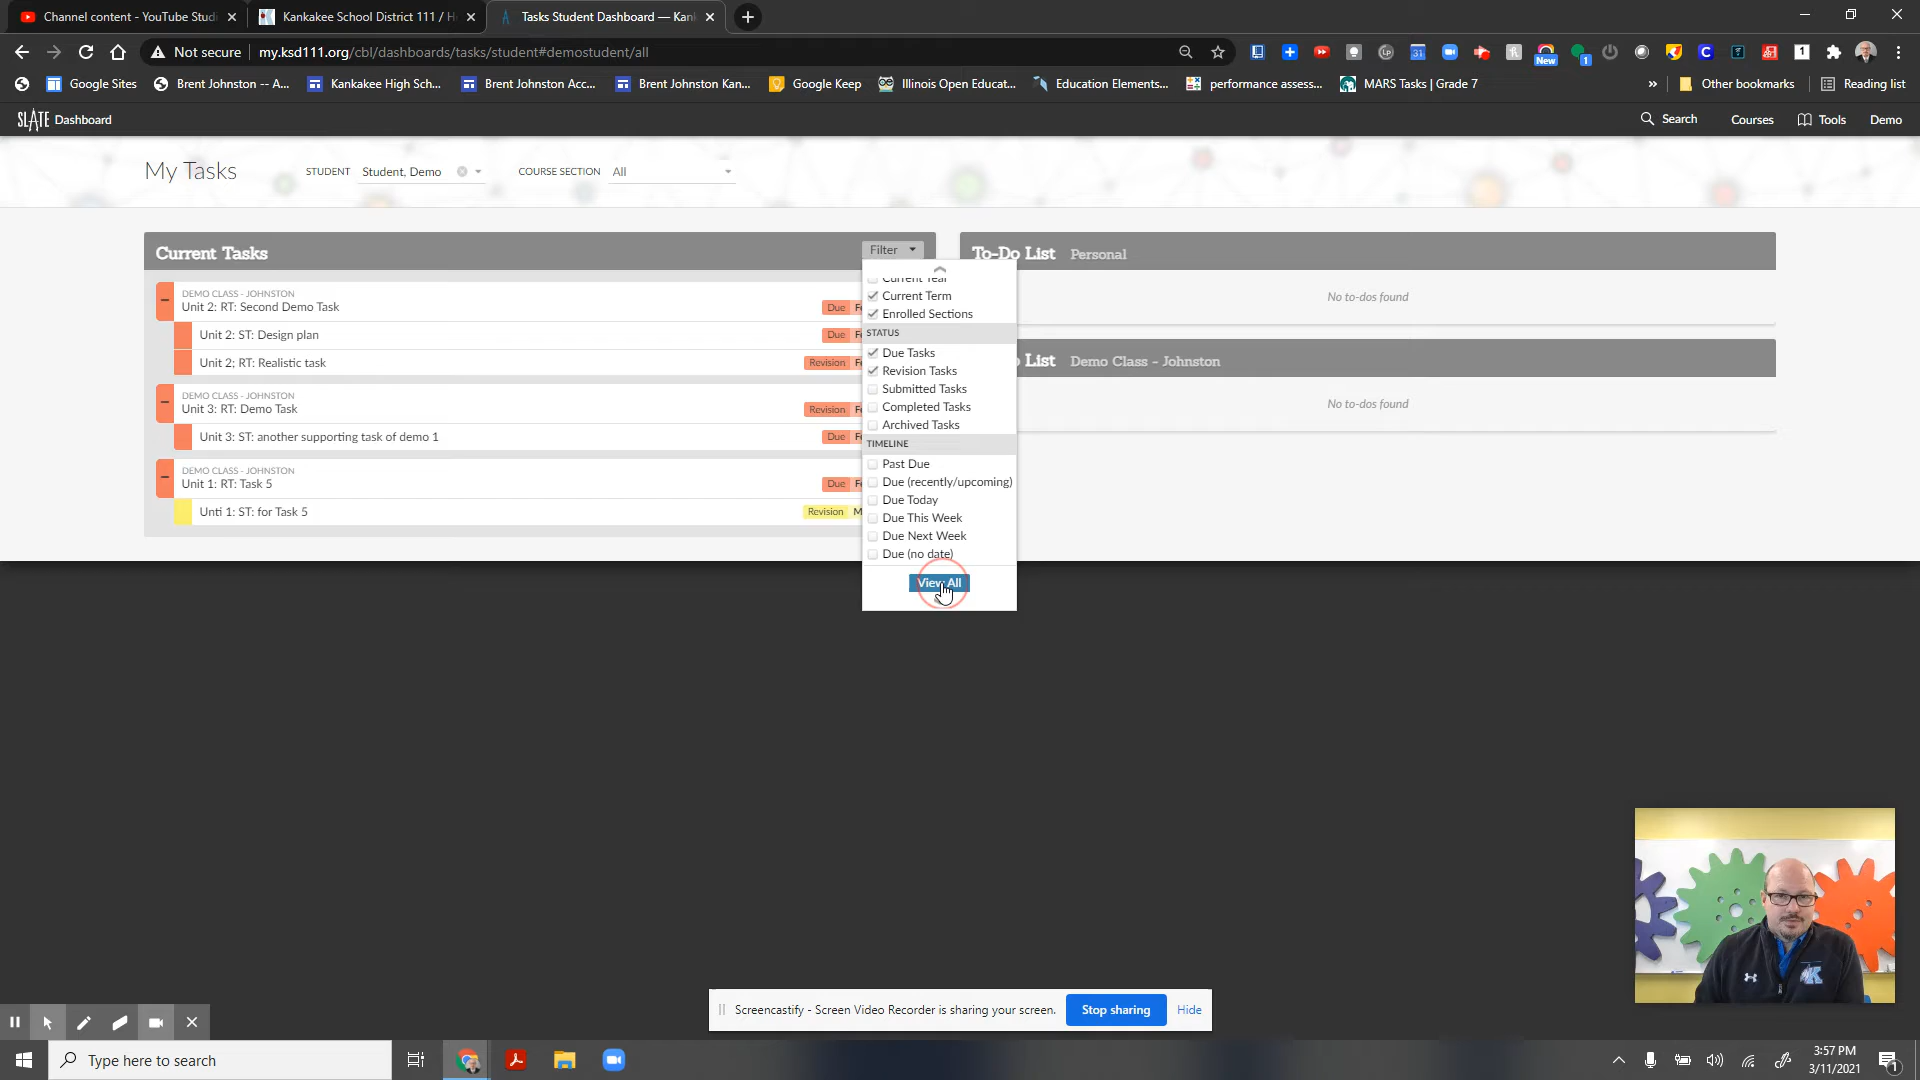 Channel content - YouTube Studi
Kankakee School District 111 / H
Tasks Student Dashboard — Kan
Not secure
my.ksd111.org/cbl/dashboards/tasks/student#demostudent/all
New
1
1
Google Sites
Brent Johnston -- A...
Kankakee High Sch...
Brent Johnston Acc...
Brent Johnston Kan...
Google Keep
Illinois Open Educat...
Education Elements...
performance assess...
MARS Tasks | Grade 7
Other bookmarks
Reading list
SLATE Dashboard
Search
Courses
Tools
Demo
My Tasks
STUDENT
Student, Demo
COURSE SECTION
All
Current Tasks
Filter
DEMO CLASS - JOHNSTON
Unit 2: RT: Second Demo Task
Due
Unit 2: ST: Design plan
Due
Unit 2; RT: Realistic task
Revision
DEMO CLASS - JOHNSTON
Unit 3: RT: Demo Task
Revision
Unit 3: ST: another supporting task of demo 1
Due
DEMO CLASS - JOHNSTON
Unit 1: RT: Task 5
Due
Unti 1: ST: for Task 5
Revision
Current Year
Current Term
Enrolled Sections
STATUS
Due Tasks
Revision Tasks
Submitted Tasks
Completed Tasks
Archived Tasks
TIMELINE
Past Due
Due (recently/upcoming)
Due Today
Due This Week
Due Next Week
Due (no date)
View All
To-Do List
Personal
No to-dos found
List
Demo Class - Johnston
No to-dos found
Screencastify - Screen Video Recorder is sharing your screen.
Stop sharing
Hide
Type here to search
3:57 PM
3/11/2021
1